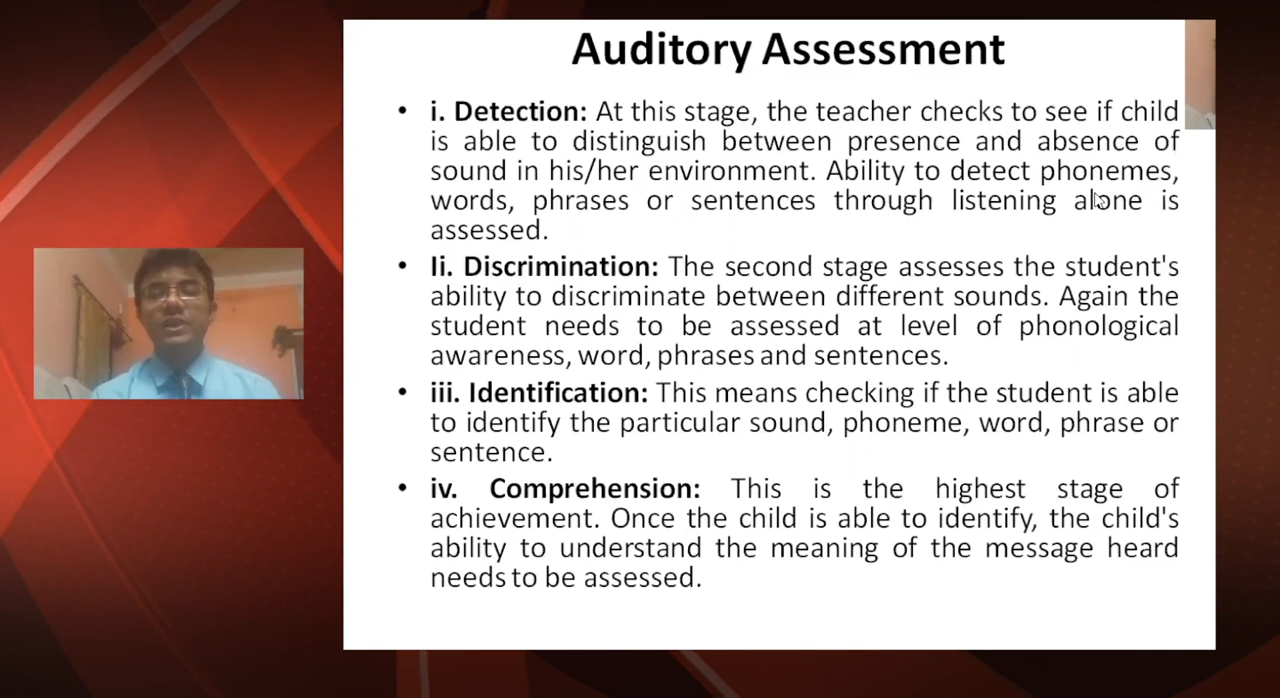 Auditory Assessment
• i. Detection: At this stage, the teacher checks to see if child
is able to distinguish between presence and absence of
sound in his/her environment. Ability to detect phonemes,
words, phrases or sentences through listening alone is
assessed.
• Ii. Discrimination: The second stage assesses the student's
ability to discriminate between different sounds. Again the
student needs to be assessed at level of phonological
awareness, word, phrases and sentences.
• iii. Identification: This means checking if the student is able
to identify the particular sound, phoneme, word, phrase or
sentence.
• iv. Comprehension: This is the highest stage of
achievement. Once the child is able to identify, the child's
ability to understand the meaning of the message heard
needs to be assessed.